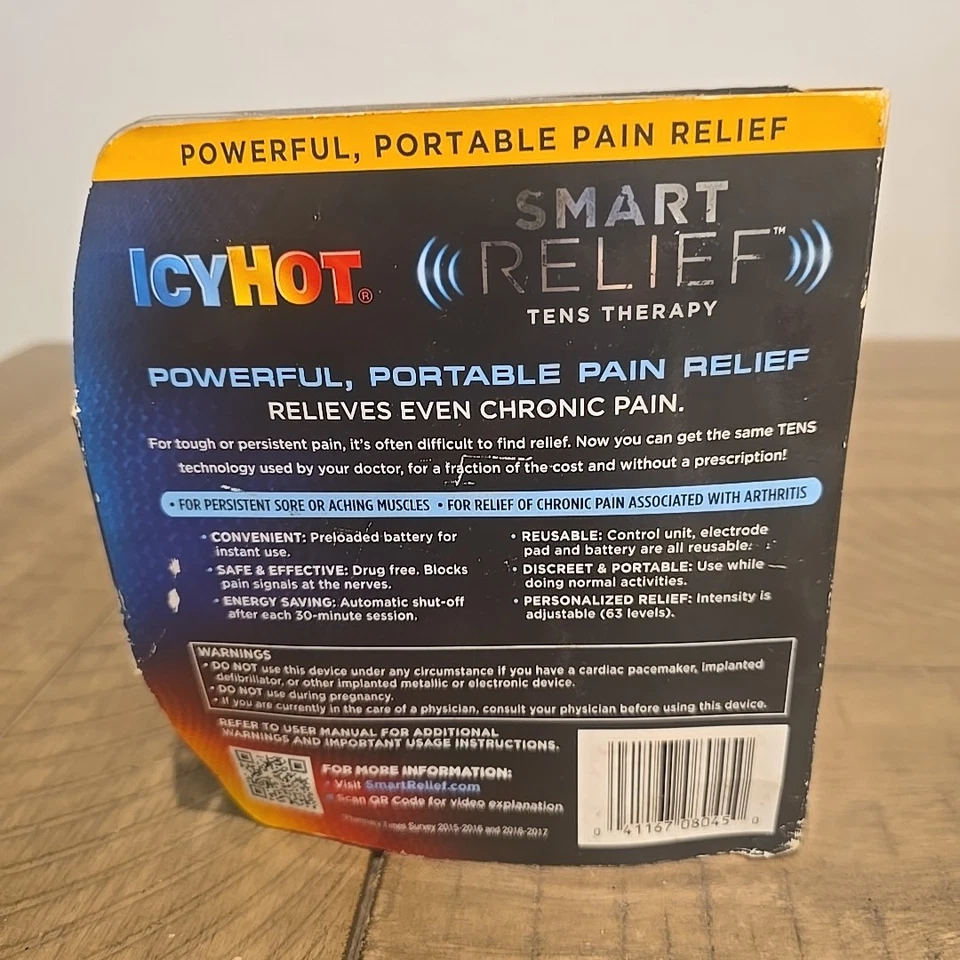 POWERFUL, PORTABLE PAIN RELIEF
SMART
ICYHOT® RELIEF™
TENS THERAPY
POWERFUL, PORTABLE PAIN RELIEF
RELIEVES EVEN CHRONIC PAIN.
For tough or persistent pain, it's often difficult to find relief. Now you can get the same TENS
technology used by your doctor, for a fraction of the cost and without a prescription!
• FOR PERSISTENT SORE OR ACHING MUSCLES • FOR RELIEF OF CHRONIC PAIN ASSOCIATED WITH ARTHRITIS
• CONVENIENT: Preloaded battery for
instant use.
• SAFE & EFFECTIVE: Drug free. Blocks
pain signals at the nerves.
• ENERGY SAVING: Automatic shut-off
after each 30-minute session.
• REUSABLE: Control unit, electrode
pad and battery are all reusable.
• DISCREET & PORTABLE: Use while
doing normal activities.
• PERSONALIZED RELIEF: Intensity is
adjustable (63 levels).
WARNINGS
• DO NOT use this device under any circumstance if you have a cardiac pacemaker, implanted
defibrillator, or other implanted metallic or electronic device.
• DO NOT use during pregnancy.
• If you are currently in the care of a physician, consult your physician before using this device.
REFER TO USER MANUAL FOR ADDITIONAL
WARNINGS AND IMPORTANT USAGE INSTRUCTIONS.
FOR MORE INFORMATION:
• Visit SmartRelief.com
• Scan QR Code for video explanation
Survey 2015-2016 and 2016-2017
0 41167 08045 0